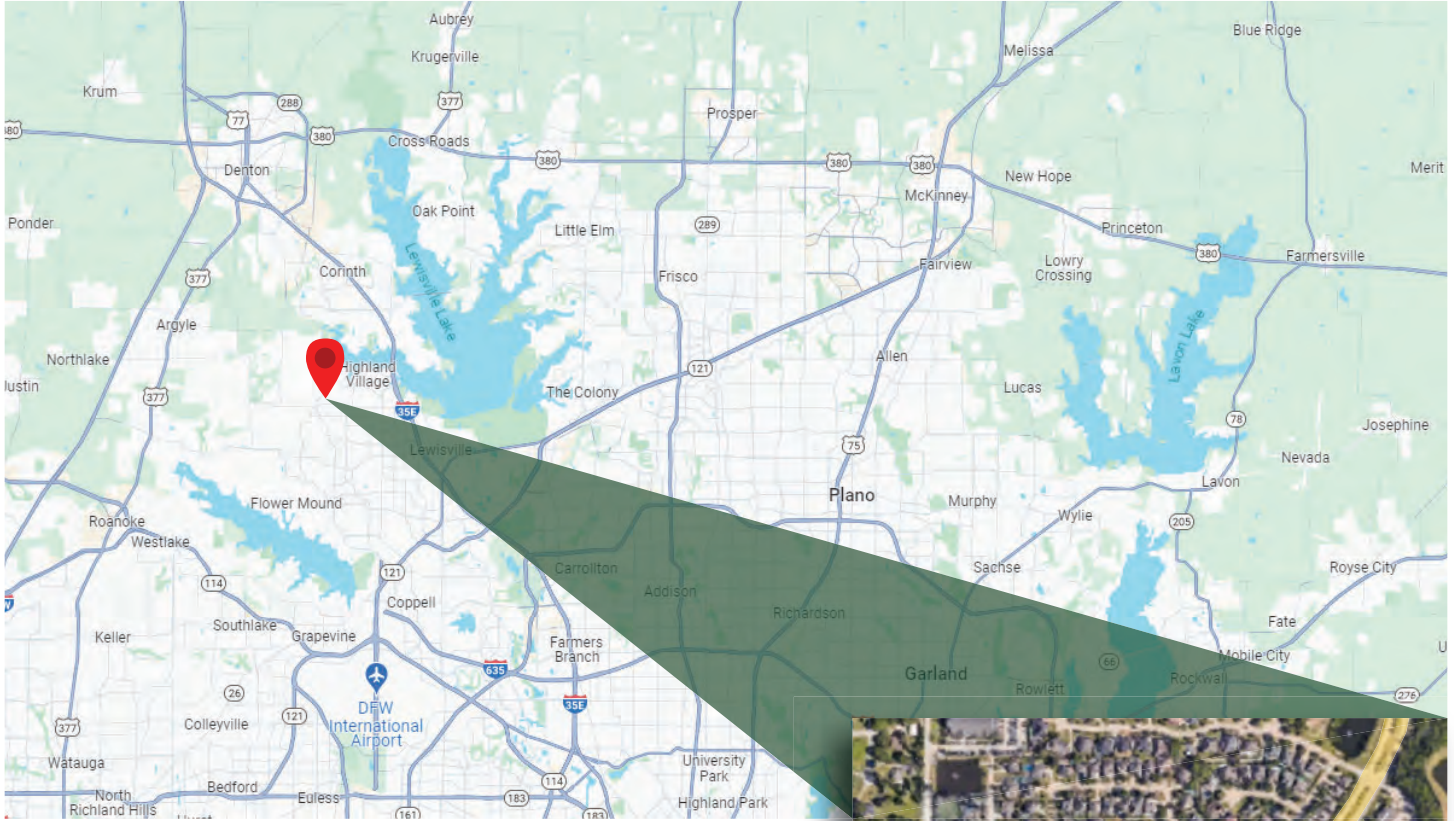 Aubrey
Blue Ridge
Melissa
Krugerville
Krum
377
288
Prosper
77
380
380
Cross Roads
380
380
380
Denton
Merit
New Hope
McKinney
Oak Point
Ponder
289
Little Elm
Princeton
380
Farmersville
Lewisville Lake
Corinth
377
Frisco
Fairview
Lowry
Crossing
Argyle
Lavon Lake
Northlake
Highland
Village
Allen
121
Justin
Lucas
The Colony
377
35E
78
Josephine
Lewisville
75
Nevada
Lavon
Plano
Murphy
Flower Mound
Wylie
Roanoke
205
Westlake
Carrollton
Sachse
Royse City
121
114
Addison
Coppell
Richardson
Fate
Southlake
Grapevine
Keller
Farmers
Branch
Mobile City
66
635
Garland
Rockwall
Rowlett
26
276
35E
DFW
International
Airport
121
Colleyville
377
Watauga
University
Park
114
Bedford
North
Richland Hills
Euless
183
Highland Park
161
183